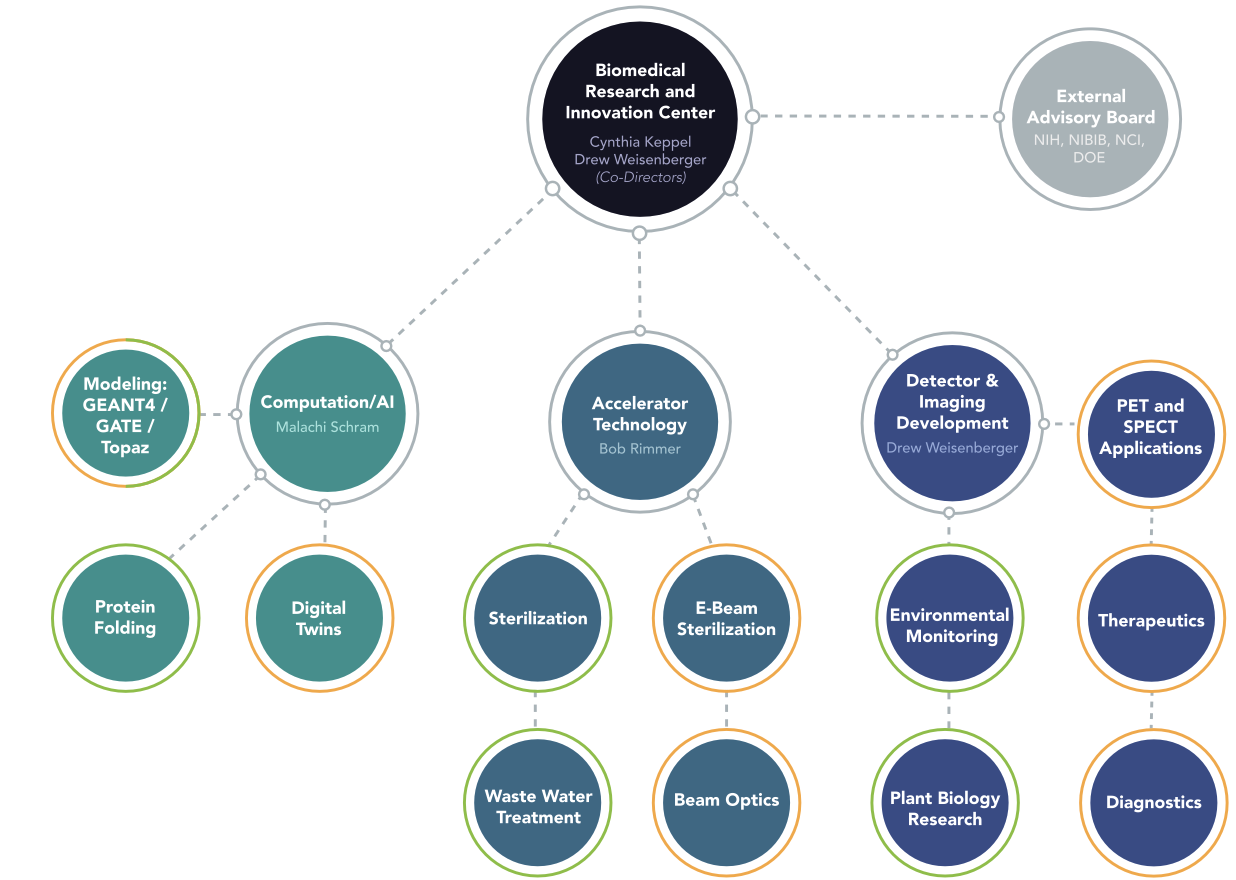 Biomedical
Research and
Innovation Center
Cynthia Keppel
Drew Weisenberger
(Co-Directors)
External
Advisory Board
NIH, NIBIB, NCI,
DOE
Modeling:
GEANT4 /
GATE /
Topaz
Computation/AI
Malachi Schram
Accelerator
Technology
Bob Rimmer
Detector &
Imaging
Development
Drew Weisenberger
PET and
SPECT
Applications
Protein
Folding
Digital
Twins
Sterilization
E-Beam
Sterilization
Environmental
Monitoring
Therapeutics
Waste Water
Treatment
Beam Optics
Plant Biology
Research
Diagnostics